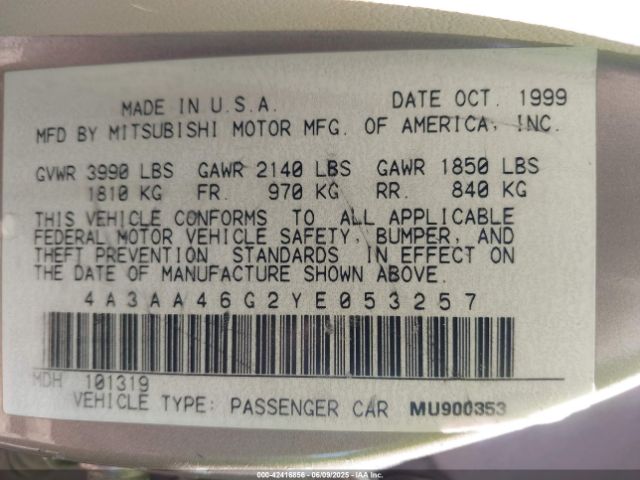 MADE IN U.S.A. DATE OCT. 1999
MFD BY MITSUBISHI MOTOR MFG. OF AMERICA, INC.
GVWR 3990 LBS GAWR 2140 LBS GAWR 1850 LBS
1810 KG FR. 970 KG RR. 840 KG
THIS VEHICLE CONFORMS TO ALL APPLICABLE
FEDERAL MOTOR VEHICLE SAFETY, BUMPER, AND
THEFT PREVENTION STANDARDS IN EFFECT ON
THE DATE OF MANUFACTURE SHOWN ABOVE.
4A3AA46G2YE053257
MDH 101319
VEHICLE TYPE: PASSENGER CAR MU900353
000-42416856 - 06/09/2025 - IAAI.com